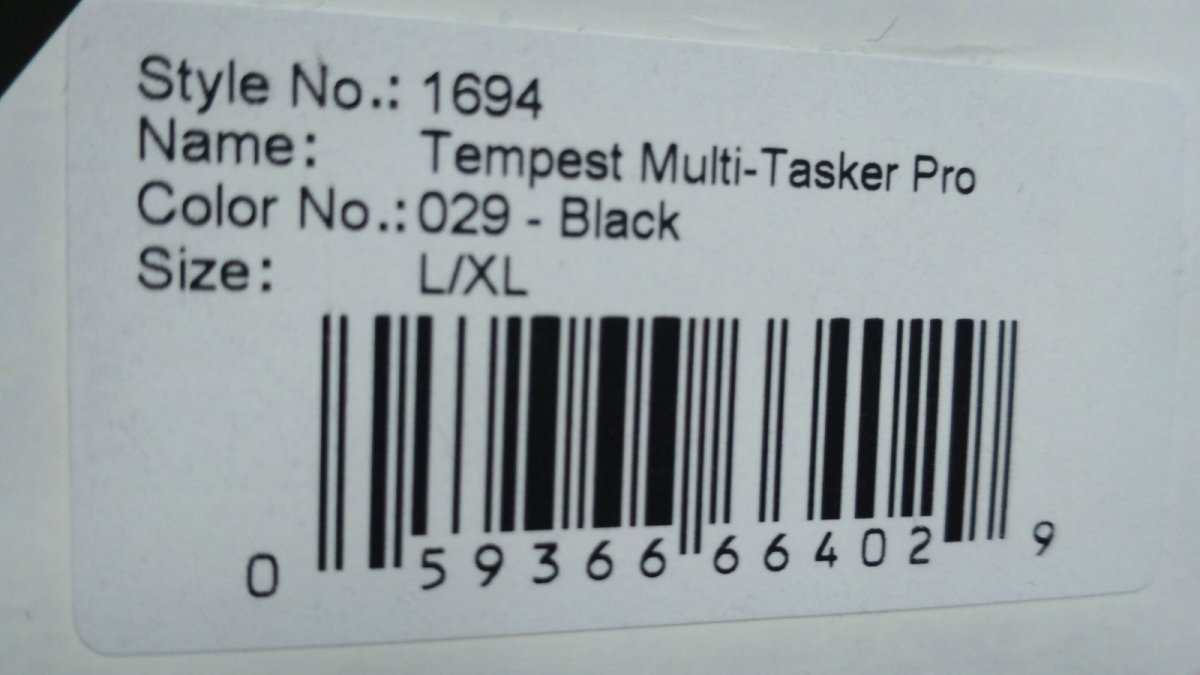 Style No.: 1694
Name: Tempest Multi-Tasker Pro
Color No.: 029 - Black
Size: L/XL
0 59366 66402 9